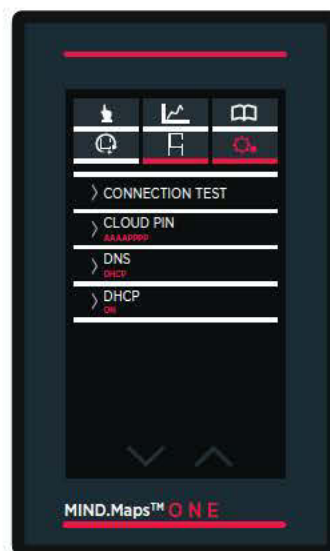 CONNECTION TEST
CLOUD PIN
AAAAPPPP
DNS
DHCP
DHCP
ON
MIND.Maps™ ONE